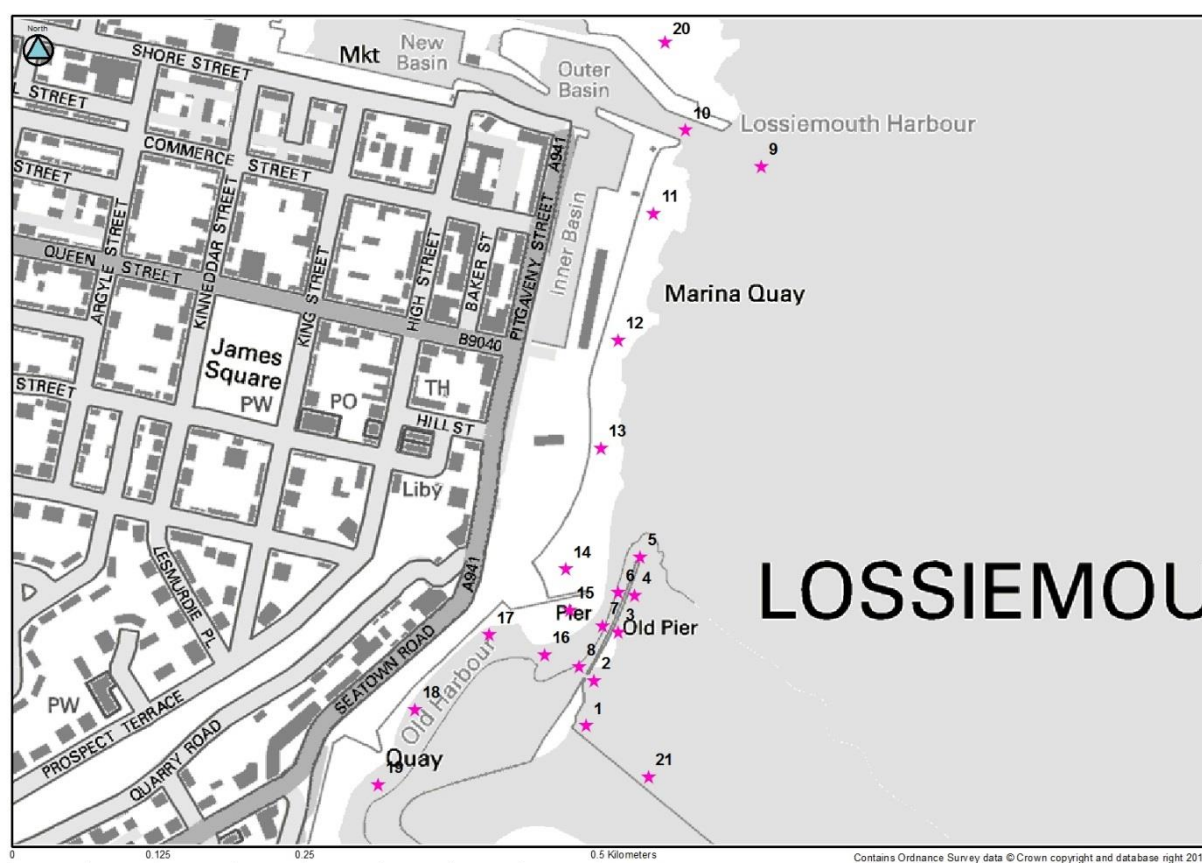 North
20
SHORE STREET
Mkt
New
Basin
Outer
Basin
L STREET
10
Lossiemouth Harbour
9
COMMERCE STREET
A941
STREET
11
ARGYLE STREET
KINNEDDAR STREET
KING STREET
HIGH STREET
BAKER ST
PITGAVENY STREET
Inner Basin
QUEEN STREET
Marina Quay
B9040
12
James
Square
PW
PO
TH
STREET
HILL ST
13
Liby
LESMURDIE PL
A941
14
5
LOSSIEMOU
15
6
4
Pier
7
3
Old Pier
17
16
8
2
SEATOWN ROAD
Old Harbour
18
1
PW
PROSPECT TERRACE
QUARRY ROAD
Quay
19
21
0
0.125
0.25
0.5 Kilometers
Contains Ordnance Survey data © Crown copyright and database right 201